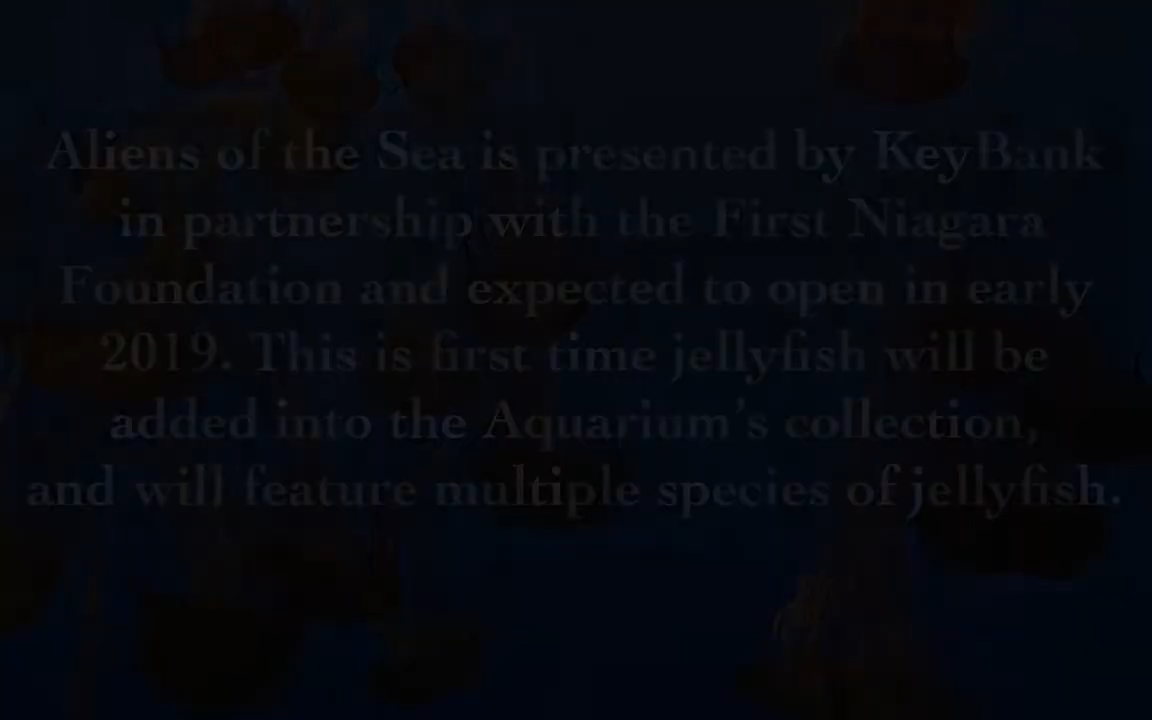 Aliens of the Sea is presented by KeyBank
in partnership with the First Niagara
Foundation and expected to open in early
2019. This is first time jellyfish will be
added into the Aquarium's collection,
and will feature multiple species of jellyfish.